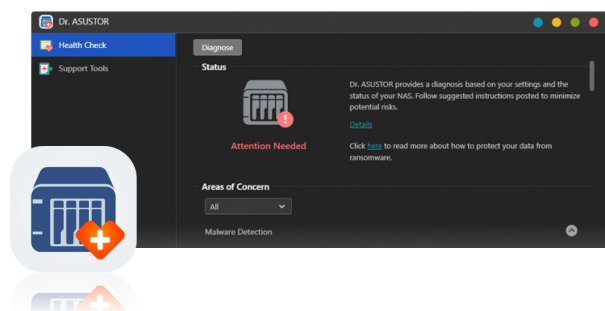 Dr. ASUSTOR
Health Check
Support Tools
Diagnose
Status
Attention Needed
Dr. ASUSTOR provides a diagnosis based on your settings and the
status of your NAS. Follow suggested instructions posted to minimize
potential risks.
Details
Click here to read more about how to protect your data from
ransomware.
Areas of Concern
All
Malware Detection